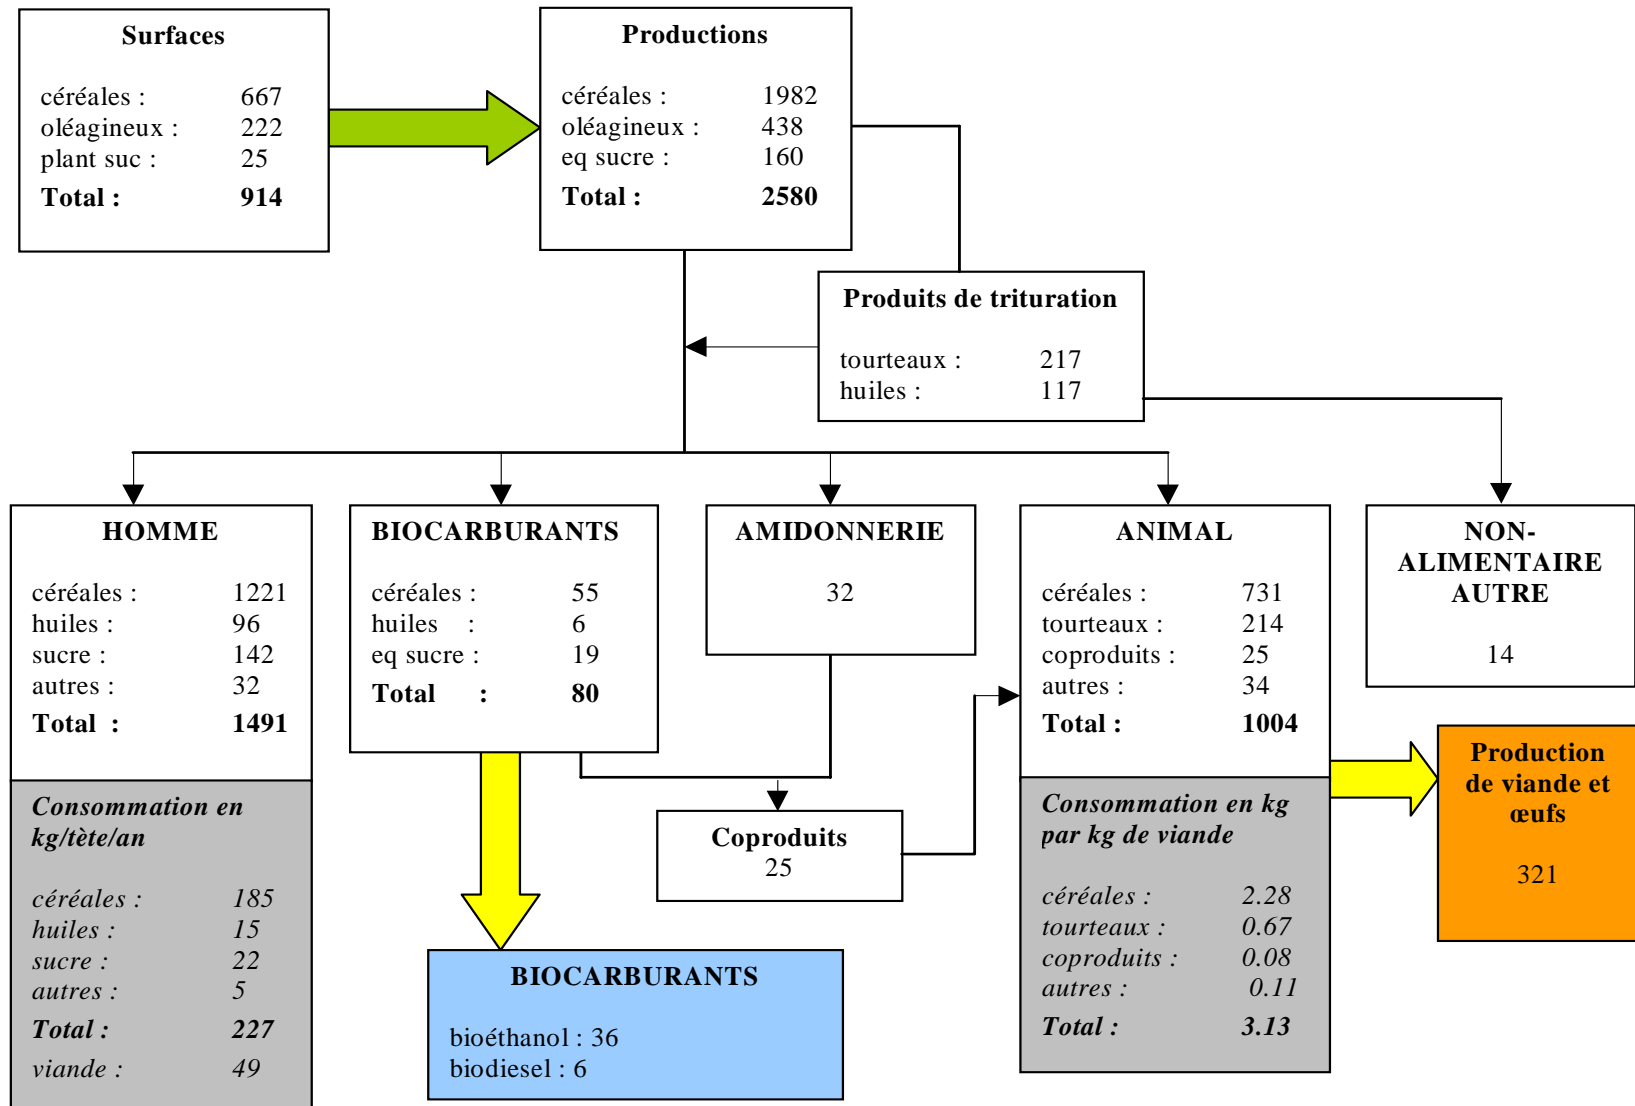 Surfaces
céréales : 667
oléagineux : 222
plant suc : 25
Total : 914
Productions
céréales : 1982
oléagineux : 438
eq sucre : 160
Total : 2580
Produits de trituration
tourteaux : 217
huiles : 117
HOMME
céréales : 1221
huiles : 96
sucre : 142
autres : 32
Total : 1491
Consommation en
kg/tète/an
céréales : 185
huiles : 15
sucre : 22
autres : 5
Total : 227
viande : 49
BIOCARBURANTS
céréales : 55
huiles : 6
eq sucre : 19
Total : 80
AMIDONNERIE
32
Coproduits
25
BIOCARBURANTS
bioéthanol : 36
biodiesel : 6
ANIMAL
céréales : 731
tourteaux : 214
coproduits : 25
autres : 34
Total : 1004
Consommation en kg
par kg de viande
céréales : 2.28
tourteaux : 0.67
coproduits : 0.08
autres : 0.11
Total : 3.13
NON-
ALIMENTAIRE
AUTRE
14
Production
de viande et
œufs
321